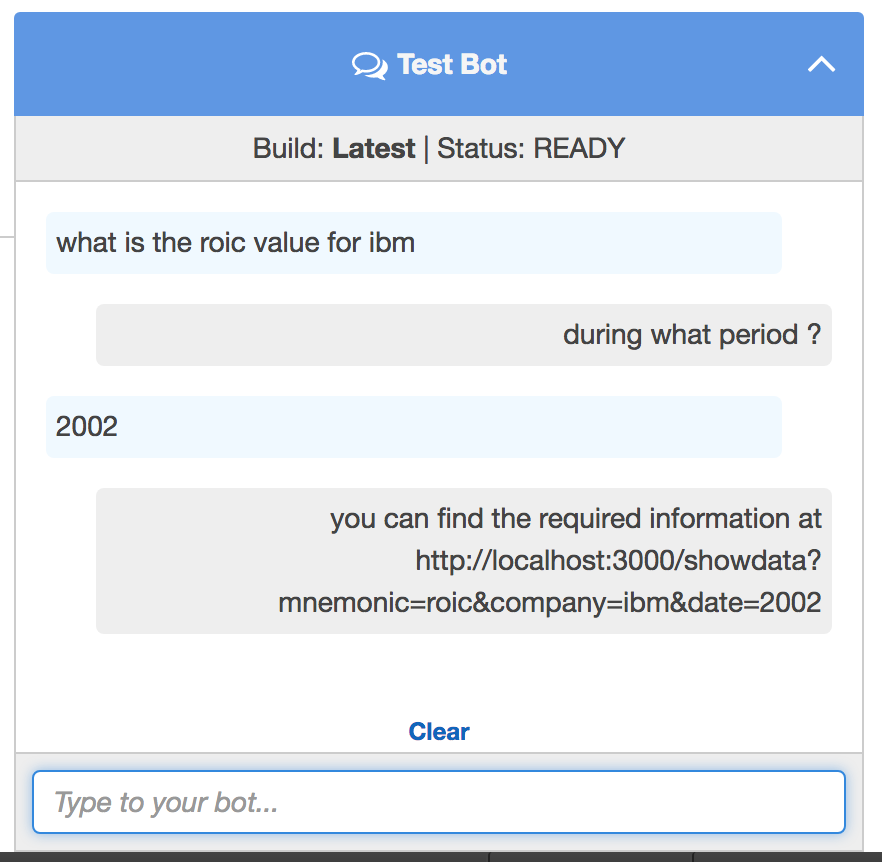 Test Bot
Build: Latest | Status: READY
what is the roic value for ibm
during what period ?
2002
you can find the required information at
http://localhost:3000/showdata?
mnemonic=roic&company=ibm&date=2002
Clear
Type to your bot...